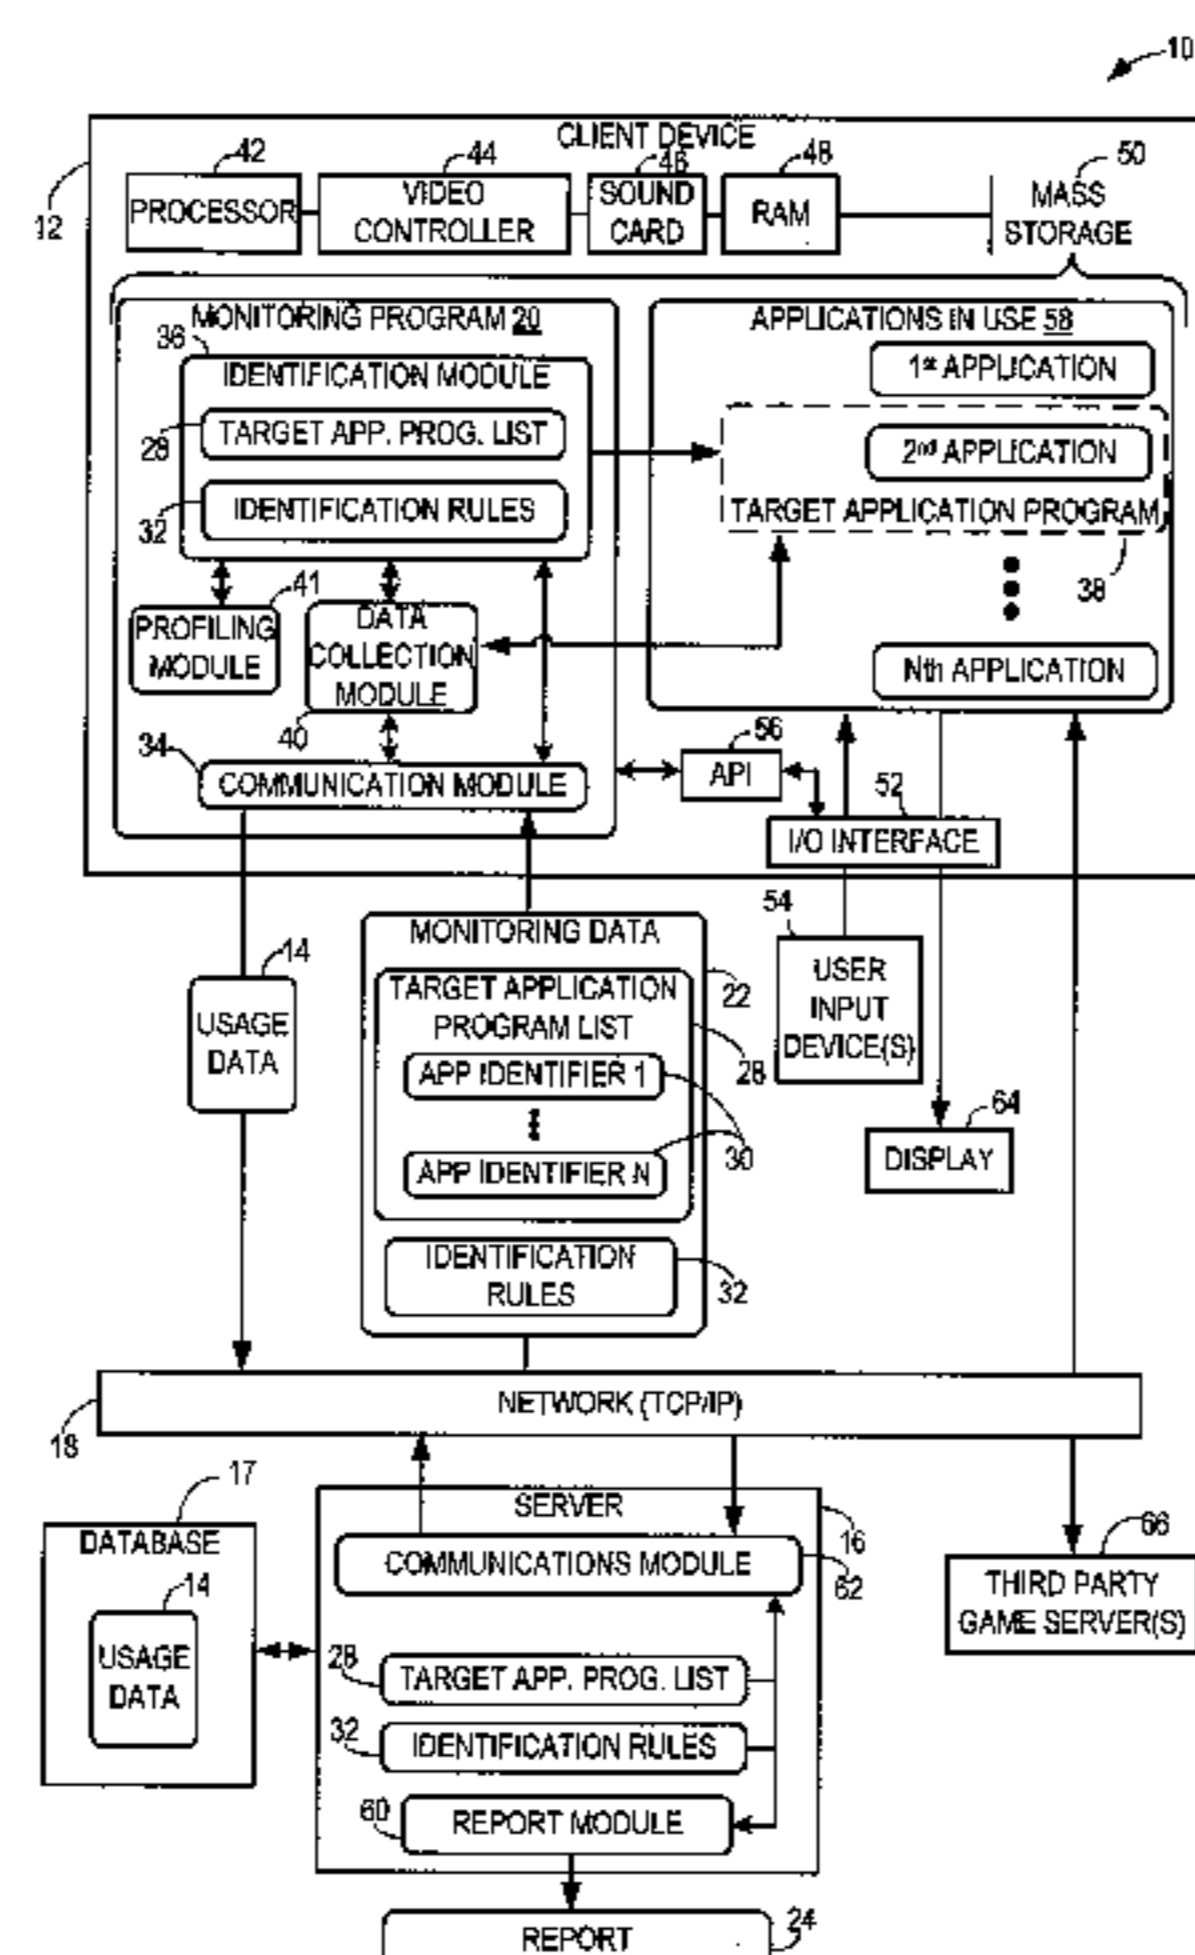 10
CLIENT DEVICE
42
44
46
48
50
PROCESSOR
VIDEO
CONTROLLER
SOUND
CARD
RAM
MASS
STORAGE
12
MONITORING PROGRAM 20
APPLICATIONS IN USE 58
36
IDENTIFICATION MODULE
1st APPLICATION
28
TARGET APP. PROG. LIST
2nd APPLICATION
32
IDENTIFICATION RULES
TARGET APPLICATION PROGRAM
38
41
PROFILING
MODULE
DATA
COLLECTION
MODULE
Nth APPLICATION
40
34
COMMUNICATION MODULE
56
API
52
I/O INTERFACE
MONITORING DATA
54
14
USAGE
DATA
22
TARGET APPLICATION
PROGRAM LIST
USER
INPUT
DEVICE(S)
28
APP IDENTIFIER 1
30
APP IDENTIFIER N
64
DISPLAY
IDENTIFICATION
RULES
32
NETWORK (TCP/IP)
18
17
SERVER
16
DATABASE
14
USAGE
DATA
COMMUNICATIONS MODULE
62
66
THIRD PARTY
GAME SERVER(S)
28
TARGET APP. PROG. LIST
32
IDENTIFICATION RULES
60
REPORT MODULE
24
REPORT